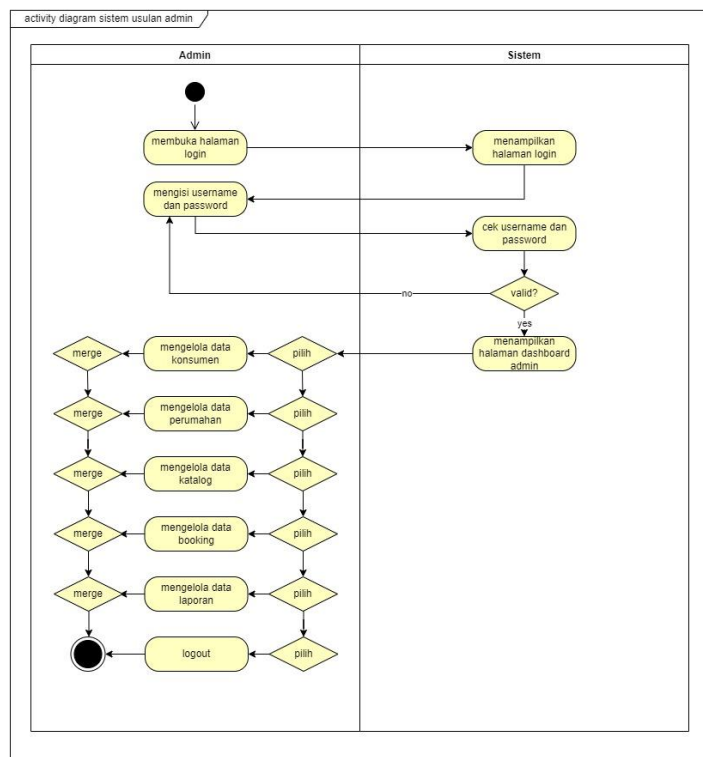 activity diagram sistem usulan admin
Admin
Sistem
membuka halaman
login
menampilkan
halaman login
mengisi username
dan password
cek username dan
password
valid?
no
yes
menampilkan
halaman dashboard
admin
merge
mengelola data
konsumen
pilih
merge
mengelola data
perumahan
pilih
merge
mengelola data
katalog
pilih
merge
mengelola data
booking
pilih
merge
mengelola data
laporan
pilih
logout
pilih